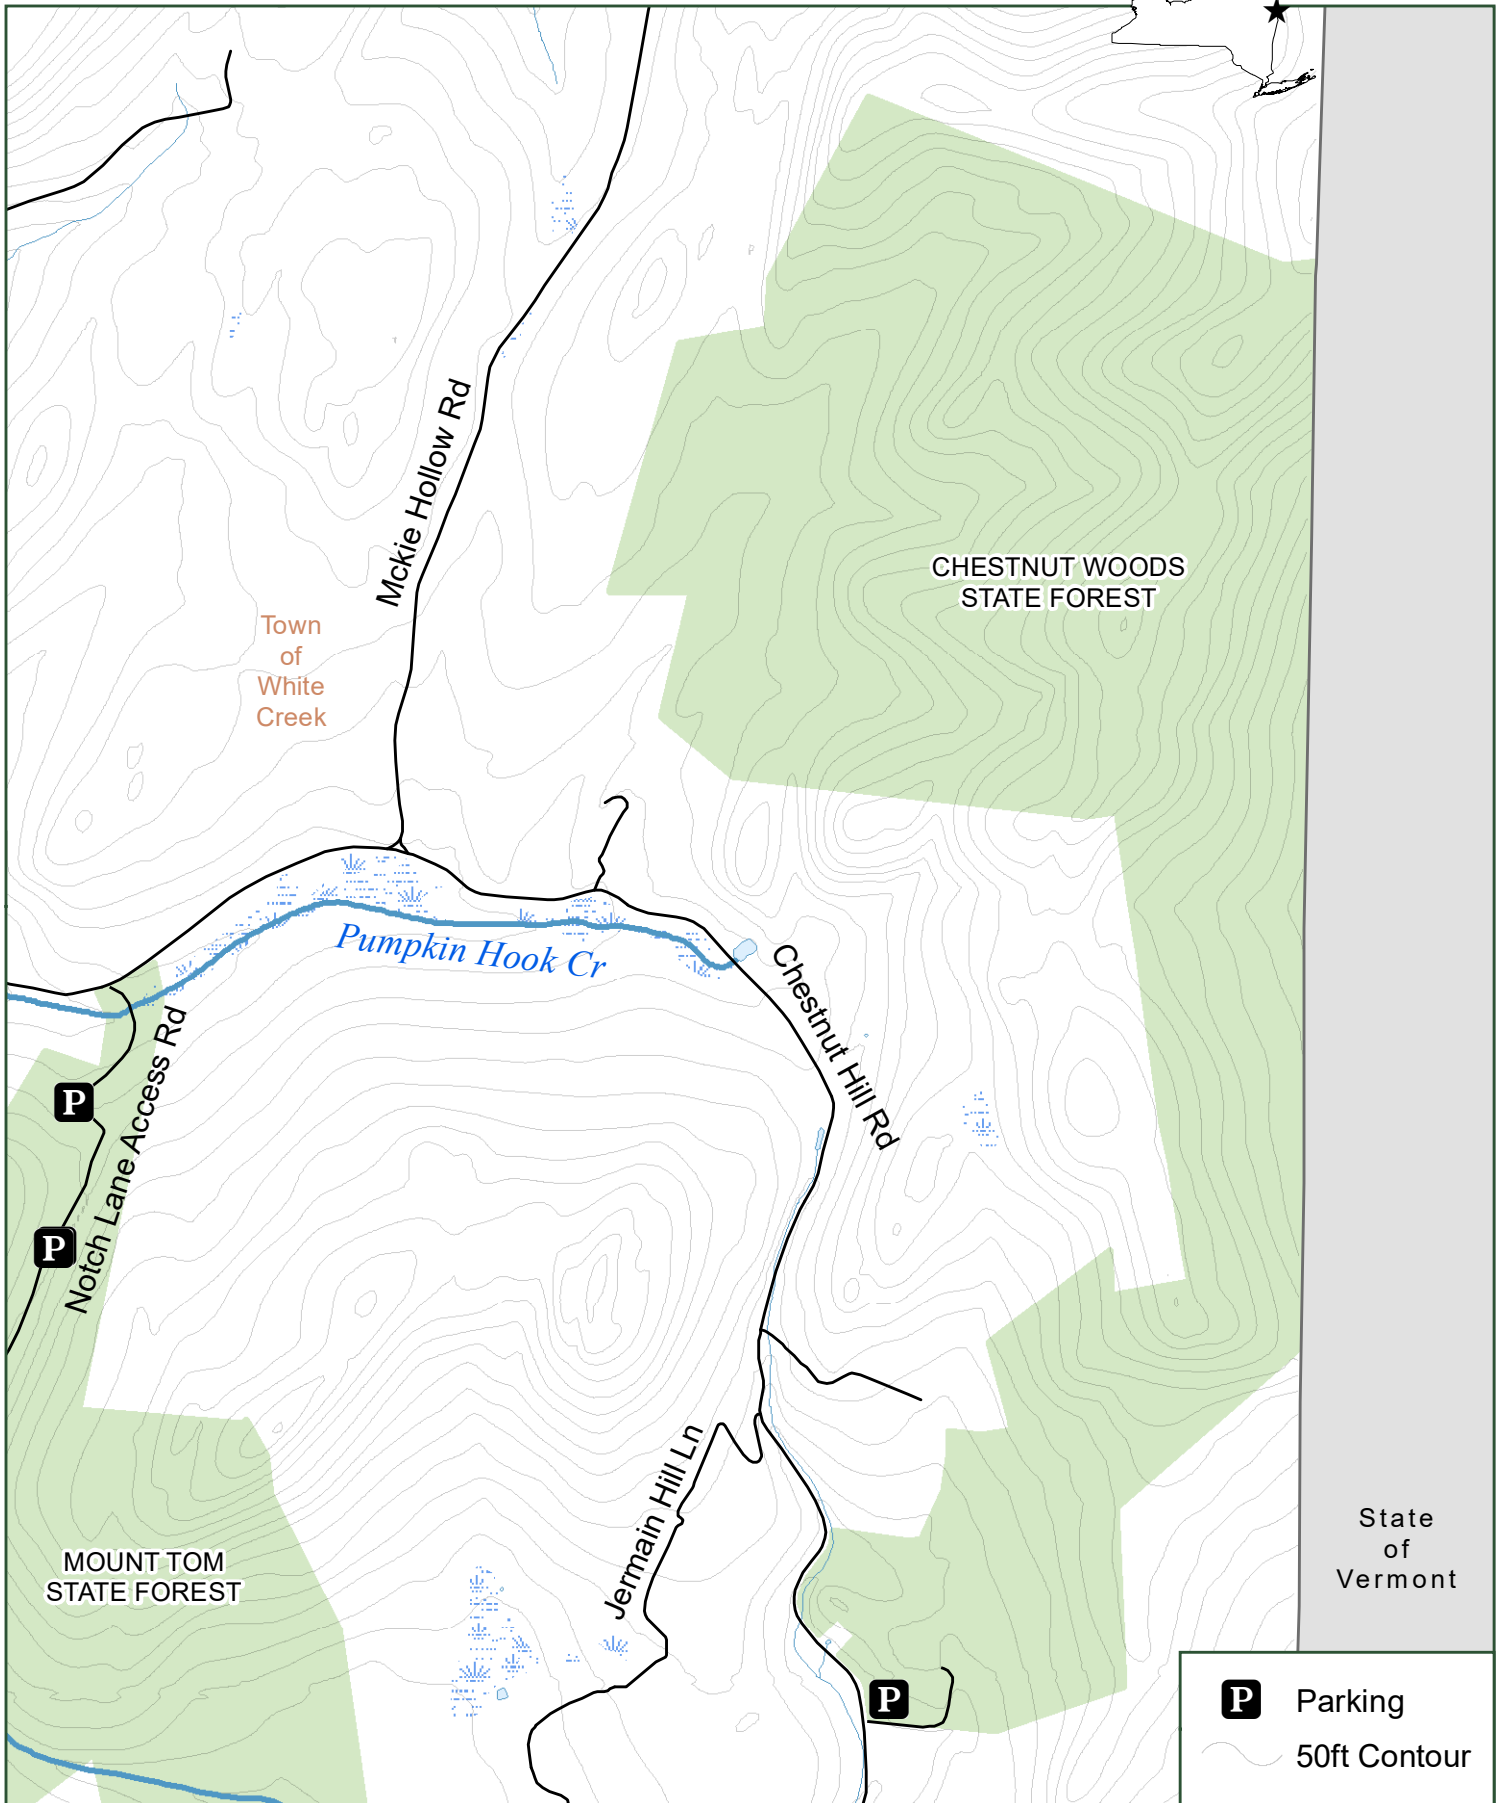 Mckie Hollow Rd
CHESTNUT WOODS
STATE FOREST
Town
of
White
Creek
Pumpkin Hook Cr
Chestnut Hill Rd
Notch Lane Access Rd
P
P
Jermain Hill Ln
MOUNT TOM
STATE FOREST
State
of
Vermont
P
P Parking
50ft Contour